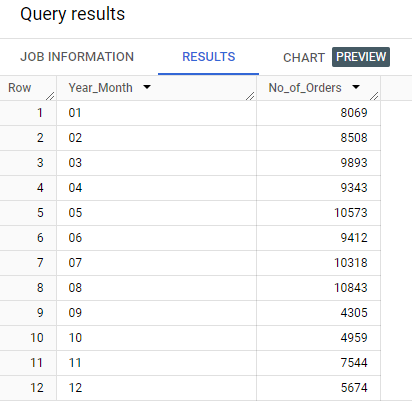 Query results
JOB INFORMATION RESULTS CHART PREVIEW
Row Year_Month No_of_Orders
1 01 8069
2 02 8508
3 03 9893
4 04 9343
5 05 10573
6 06 9412
7 07 10318
8 08 10843
9 09 4305
10 10 4959
11 11 7544
12 12 5674